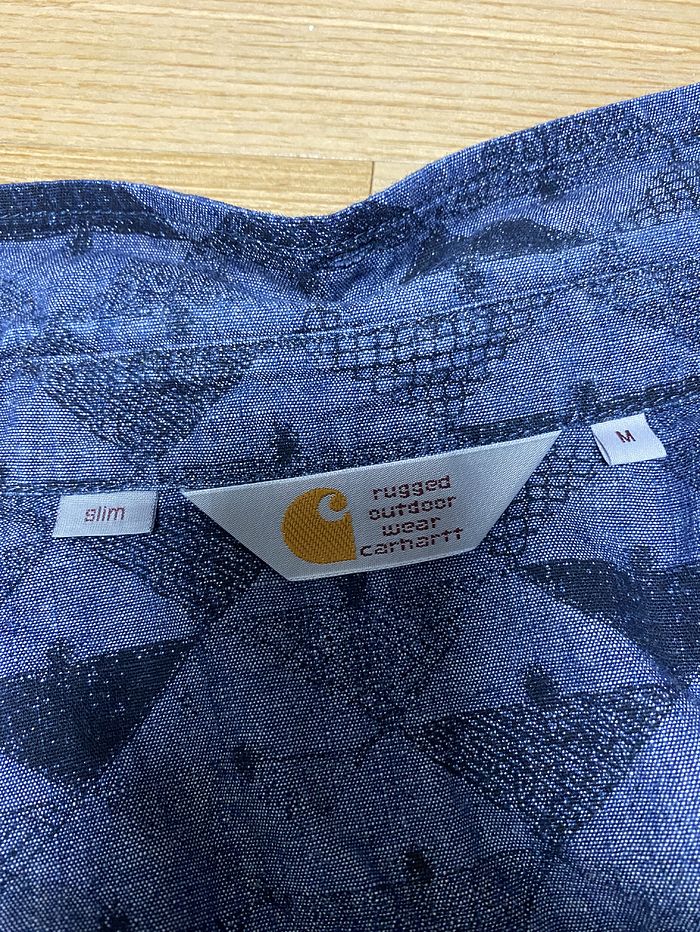 slim
rugged
outdoor
wear
carhartt
M